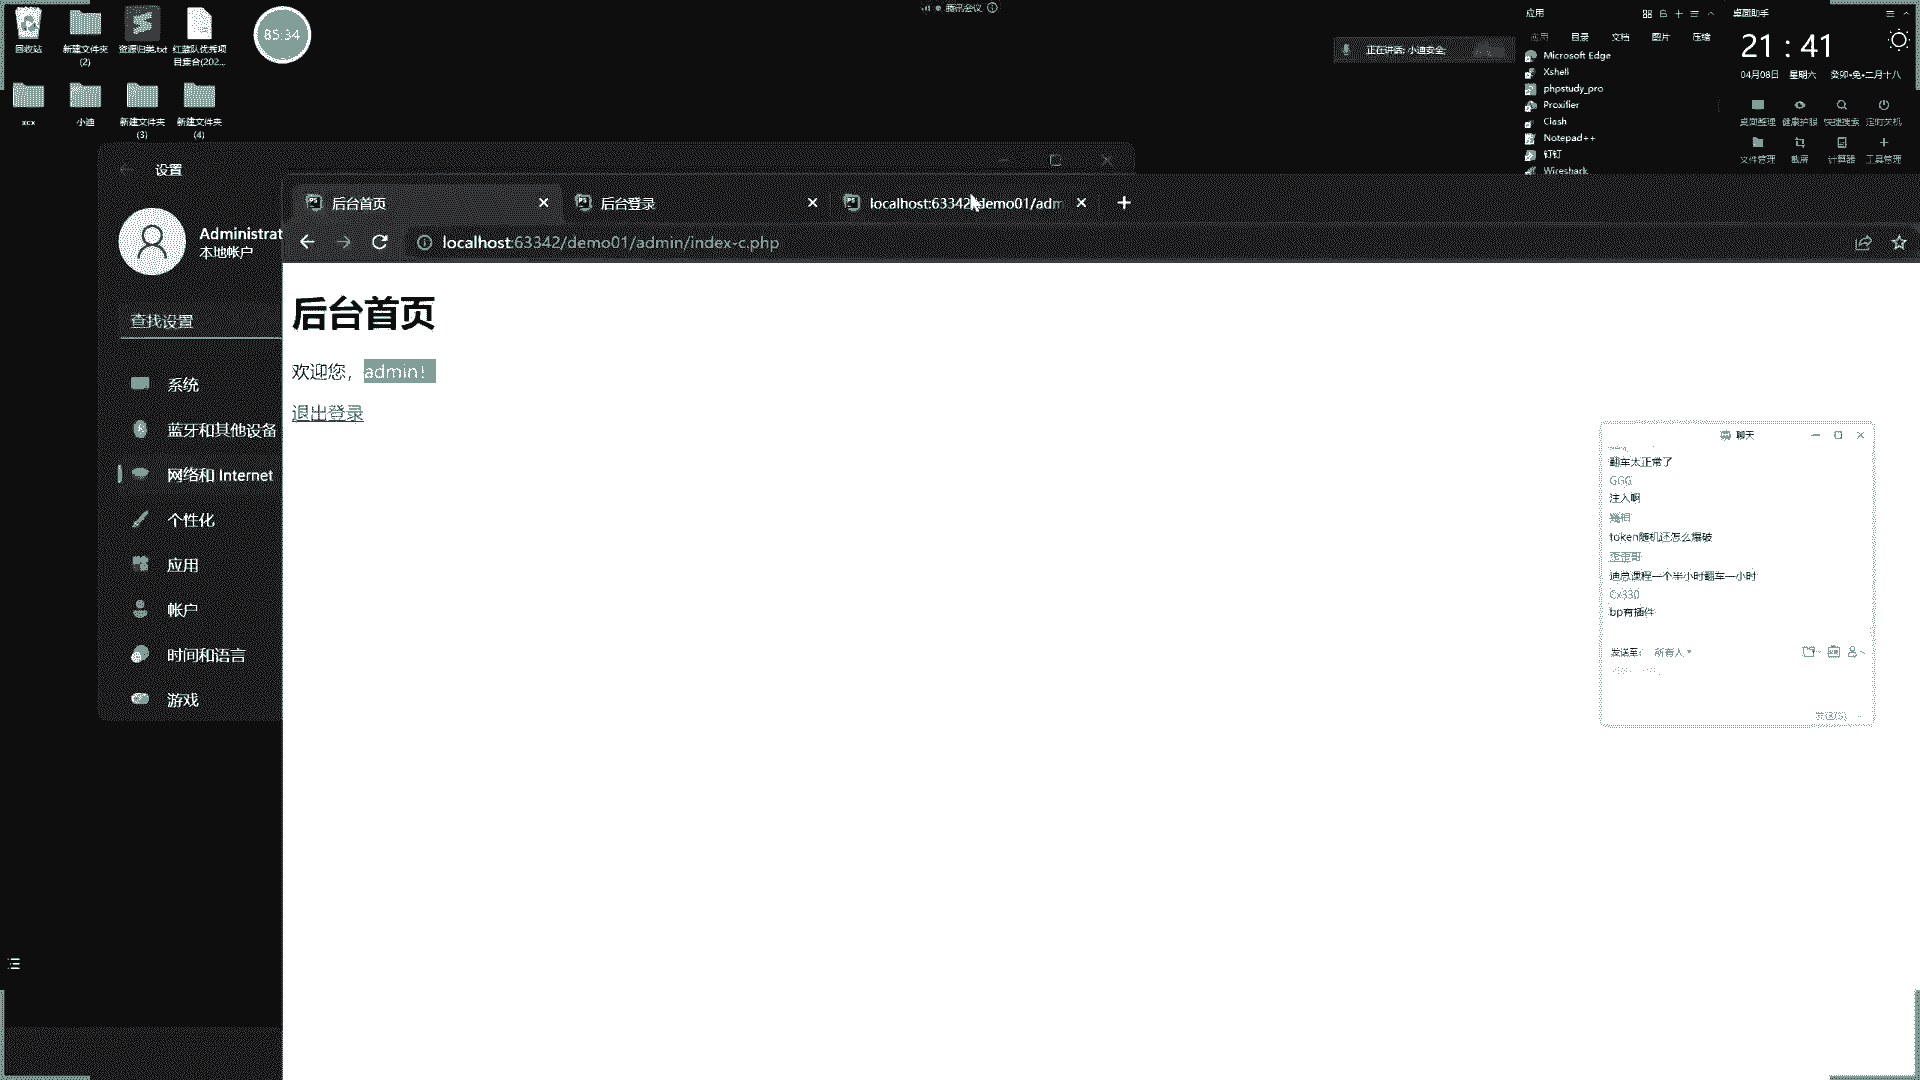 腾讯会议
回收站
新建文件夹
(2)
资源归类.txt
红蓝队优秀项
目集合(202...
85:34
xcx
小迪
新建文件夹
(3)
新建文件夹
(4)
正在讲话: 小迪安全;
应用
应用 目录 文档 图片 压缩
Microsoft Edge
Xshell
phpstudy_pro
Proxifier
Clash
Notepad++
钉钉
Wireshark
桌面助手
21 : 41
04月08日 星期六 癸卯•兔•二月十八
桌面整理 健康护眼 快捷搜索 定时关机
文件管理 截屏 计算器 工具管理
设置
Administrat
本地帐户
查找设置
系统
蓝牙和其他设备
网络和 Internet
个性化
应用
帐户
时间和语言
游戏
后台首页
后台登录
localhost:63342/demo01/adm
localhost:63342/demo01/admin/index-c.php
后台首页
欢迎您，admin！
退出登录
聊天
翻车太正常了
GGG
注入啊
token随机还怎么爆破
歪歪哥
迪总课程一个半小时翻车一小时
Cx330
bp有插件
发送至: 所有人
发送(S)